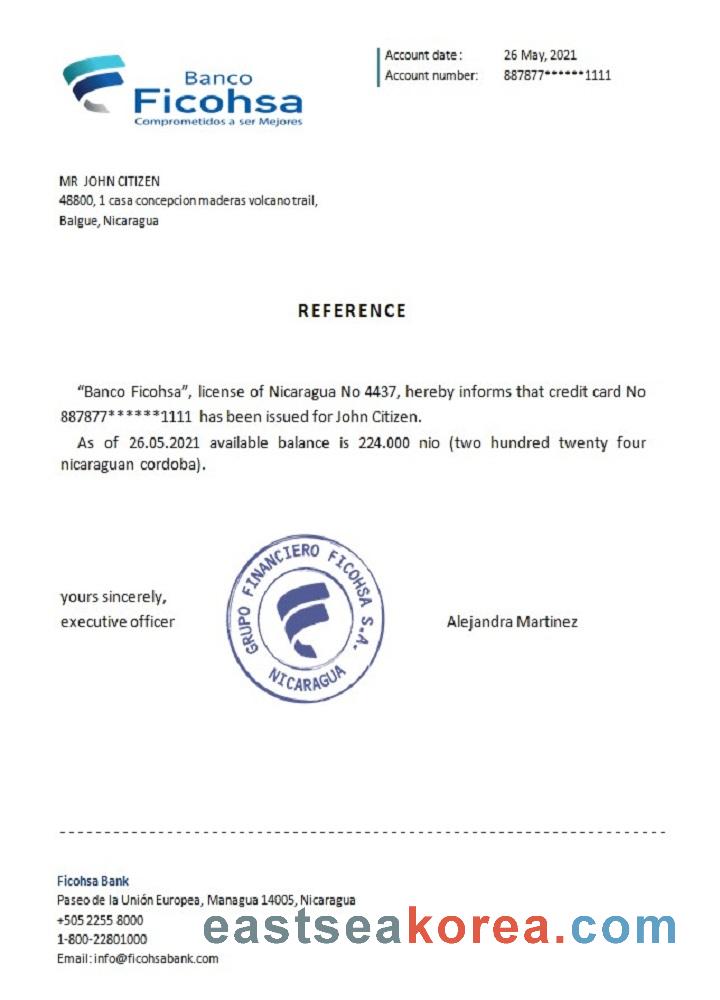 Banco
Ficohsa
Comprometidos a ser Mejores
Account date: 26 May, 2021
Account number: 887877******1111
MR JOHN CITIZEN
48800, 1 casa concepcion maderas volcano trail,
Balgue, Nicaragua
REFERENCE
“Banco Ficohsa”, license of Nicaragua No 4437, hereby informs that credit card No
887877******1111 has been issued for John Citizen.
As of 26.05.2021 available balance is 224.000 nio (two hundred twenty four
nicaraguan cordoba).
GRUPO FINANCIERO FICOHSA S.A.
NICARAGUA
yours sincerely,
executive officer
Alejandra Martinez
Ficohsa Bank
Paseo de la Unión Europea, Managua 14005, Nicaragua
+505 2255 8000
1-800-22801000
Email: info@ficohsabank.com
eastseakorea.com